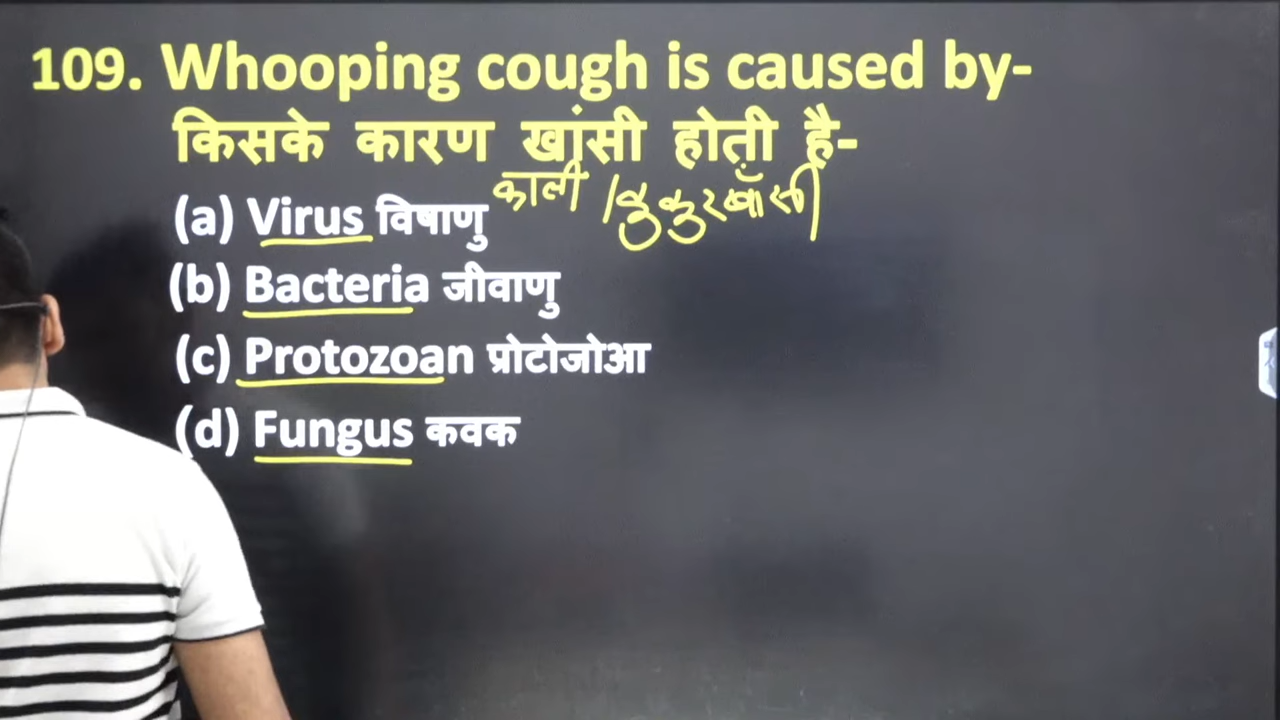 109. Whooping cough is caused by-
किसके कारण खांसी होती है-
काली / कुकुरखाँसी
(a) Virus विषाणु
(b) Bacteria जीवाणु
(c) Protozoan प्रोटोजोआ
(d) Fungus कवक